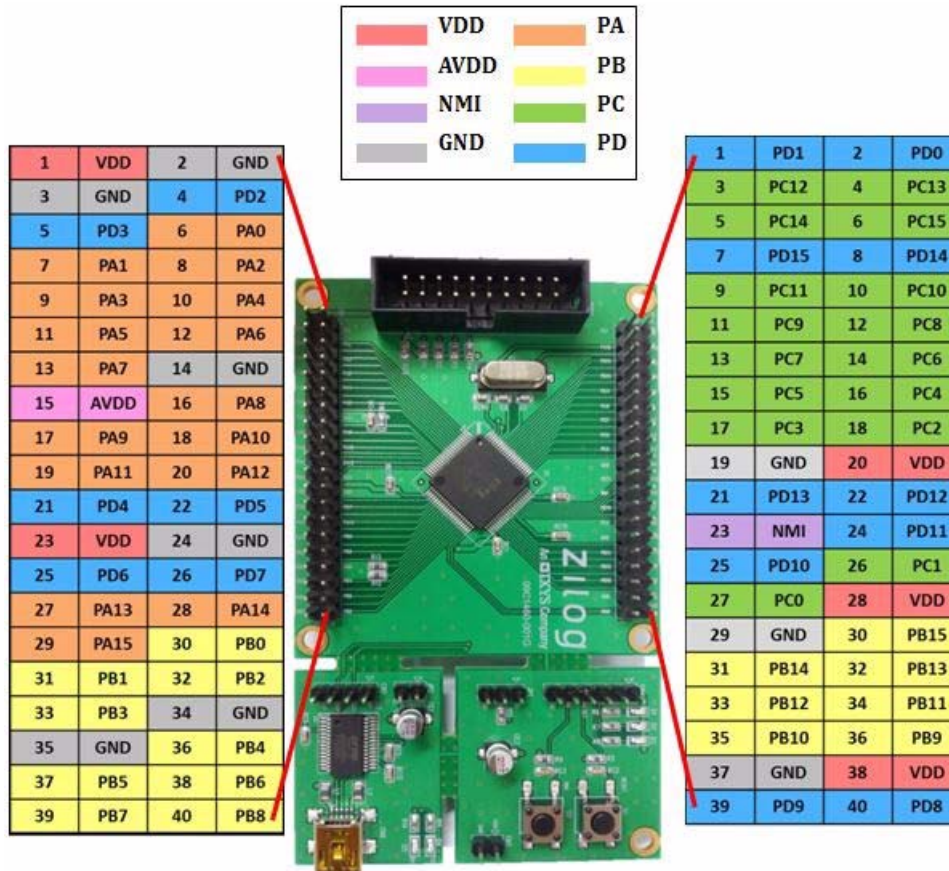 VDD PA
AVDD PB
NMI PC
GND PD
1 VDD 2 GND
3 GND 4 PD2
5 PD3 6 PA0
7 PA1 8 PA2
9 PA3 10 PA4
11 PA5 12 PA6
13 PA7 14 GND
15 AVDD 16 PA8
17 PA9 18 PA10
19 PA11 20 PA12
21 PD4 22 PD5
23 VDD 24 GND
25 PD6 26 PD7
27 PA13 28 PA14
29 PA15 30 PB0
31 PB1 32 PB2
33 PB3 34 GND
35 GND 36 PB4
37 PB5 38 PB6
39 PB7 40 PB8
zilog
An IXYS Company
1 PD1 2 PD0
3 PC12 4 PC13
5 PC14 6 PC15
7 PD15 8 PD14
9 PC11 10 PC10
11 PC9 12 PC8
13 PC7 14 PC6
15 PC5 16 PC4
17 PC3 18 PC2
19 GND 20 VDD
21 PD13 22 PD12
23 NMI 24 PD11
25 PD10 26 PC1
27 PC0 28 VDD
29 GND 30 PB15
31 PB14 32 PB13
33 PB12 34 PB11
35 PB10 36 PB9
37 GND 38 VDD
39 PD9 40 PD8